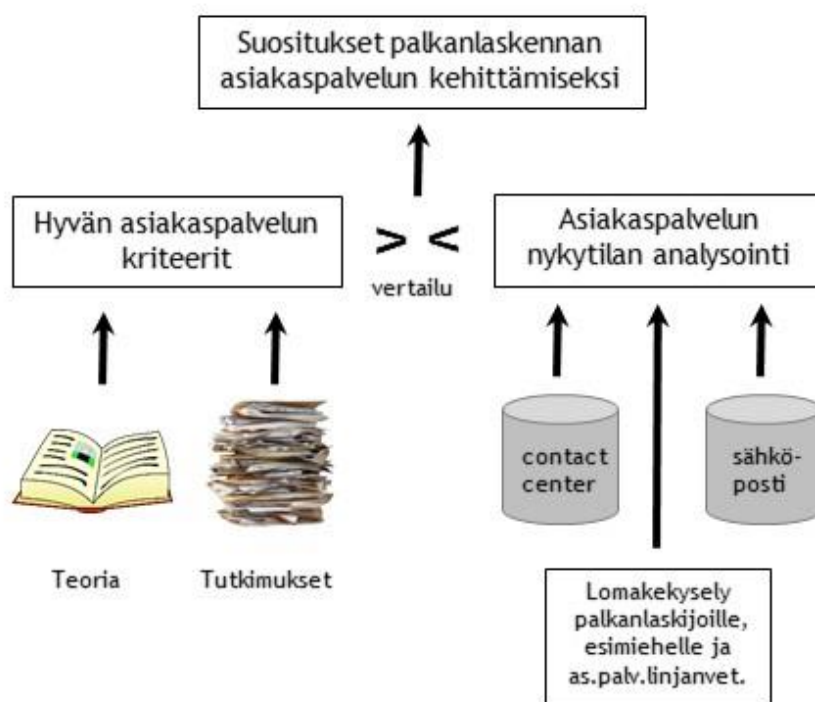 Suositukset palkanlaskennan
asiakaspalvelun kehittämiseksi
Hyvän asiakaspalvelun
kriteerit
> <
vertailu
Asiakaspalvelun
nykytilan analysointi
contact
center
sähkö-
posti
Teoria
Tutkimukset
Lomakekysely
palkanlaskijoille,
esimiehelle ja
as.palv.linjanvet.